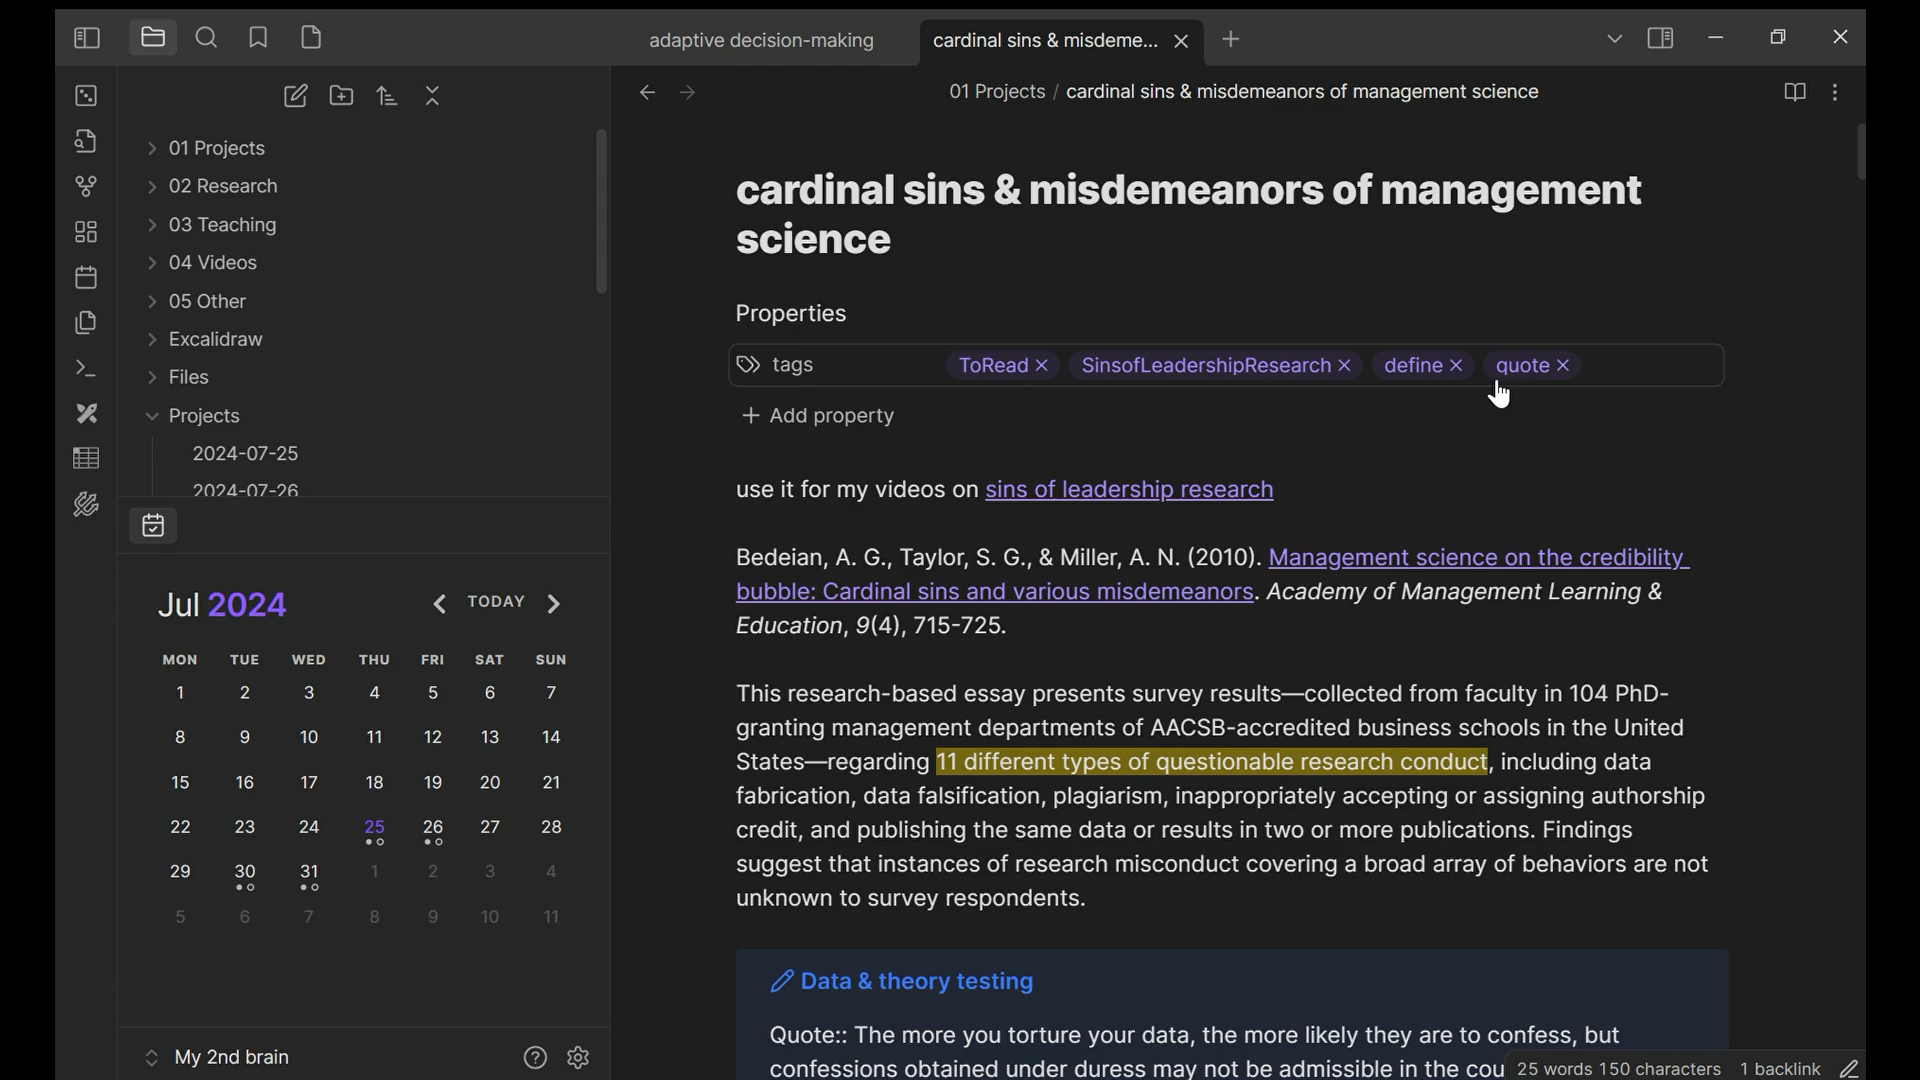 adaptive decision-making
cardinal sins & misdeme...
01 Projects / cardinal sins & misdemeanors of management science
01 Projects
02 Research
03 Teaching
04 Videos
05 Other
Excalidraw
Files
Projects
2024-07-25
2024-07-26
Jul 2024
TODAY
MON TUE WED THU FRI SAT SUN
1 2 3 4 5 6 7
8 9 10 11 12 13 14
15 16 17 18 19 20 21
22 23 24 25 26 27 28
29 30 31 1 2 3 4
5 6 7 8 9 10 11
My 2nd brain
cardinal sins & misdemeanors of management
science
Properties
tags ToRead SinsofLeadershipResearch define quote
+ Add property
use it for my videos on sins of leadership research
Bedeian, A. G., Taylor, S. G., & Miller, A. N. (2010). Management science on the credibility
bubble: Cardinal sins and various misdemeanors. Academy of Management Learning &
Education, 9(4), 715-725.
This research-based essay presents survey results—collected from faculty in 104 PhD-
granting management departments of AACSB-accredited business schools in the United
States—regarding 11 different types of questionable research conduct, including data
fabrication, data falsification, plagiarism, inappropriately accepting or assigning authorship
credit, and publishing the same data or results in two or more publications. Findings
suggest that instances of research misconduct covering a broad array of behaviors are not
unknown to survey respondents.
Data & theory testing
Quote:: The more you torture your data, the more likely they are to confess, but
confessions obtained under duress may not be admissible in the cou
25 words 150 characters 1 backlink